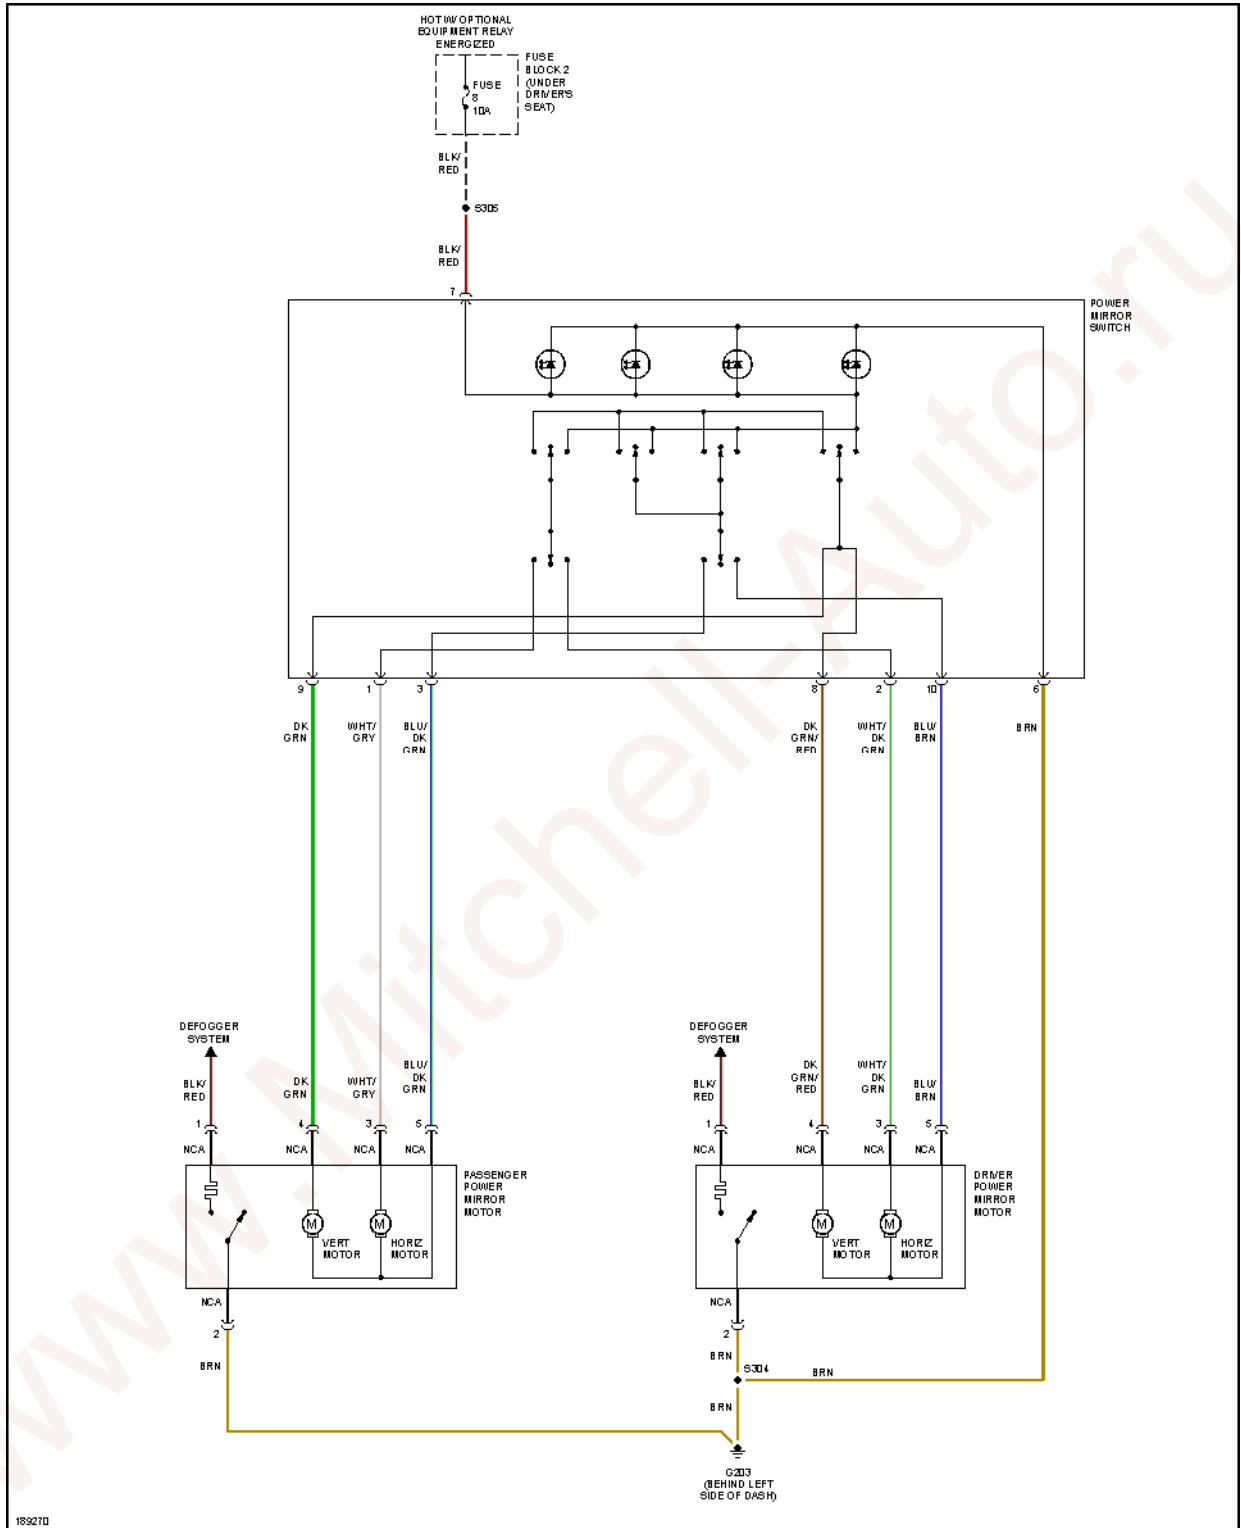 HOT W/ OPTIONAL
EQUIPMENT RELAY
ENERGIZED
FUSE
BLOCK 2
(UNDER
DRIVER'S
SEAT)
FUSE
8
10A
BLK/
RED
S305
BLK/
RED
7
POWER
MIRROR
SWITCH
9
1
3
8
2
10
6
DK
GRN
WHT/
GRY
BLU/
DK
GRN
DK
GRN/
RED
WHT/
DK
GRN
BLU/
BRN
BRN
DEFOGGER
SYSTEM
DEFOGGER
SYSTEM
BLK/
RED
DK
GRN
WHT/
GRY
BLU/
DK
GRN
BLK/
RED
DK
GRN/
RED
WHT/
DK
GRN
BLU/
BRN
1
4
3
5
1
4
3
5
NCA
NCA
NCA
NCA
NCA
NCA
NCA
NCA
PASSENGER
POWER
MIRROR
MOTOR
DRIVER
POWER
MIRROR
MOTOR
M
M
M
M
VERT
MOTOR
HORIZ
MOTOR
VERT
MOTOR
HORIZ
MOTOR
NCA
NCA
2
2
BRN
BRN
S304
BRN
BRN
G203
(BEHIND LEFT
SIDE OF DASH)
189270
www.Mitchell-Auto.ru